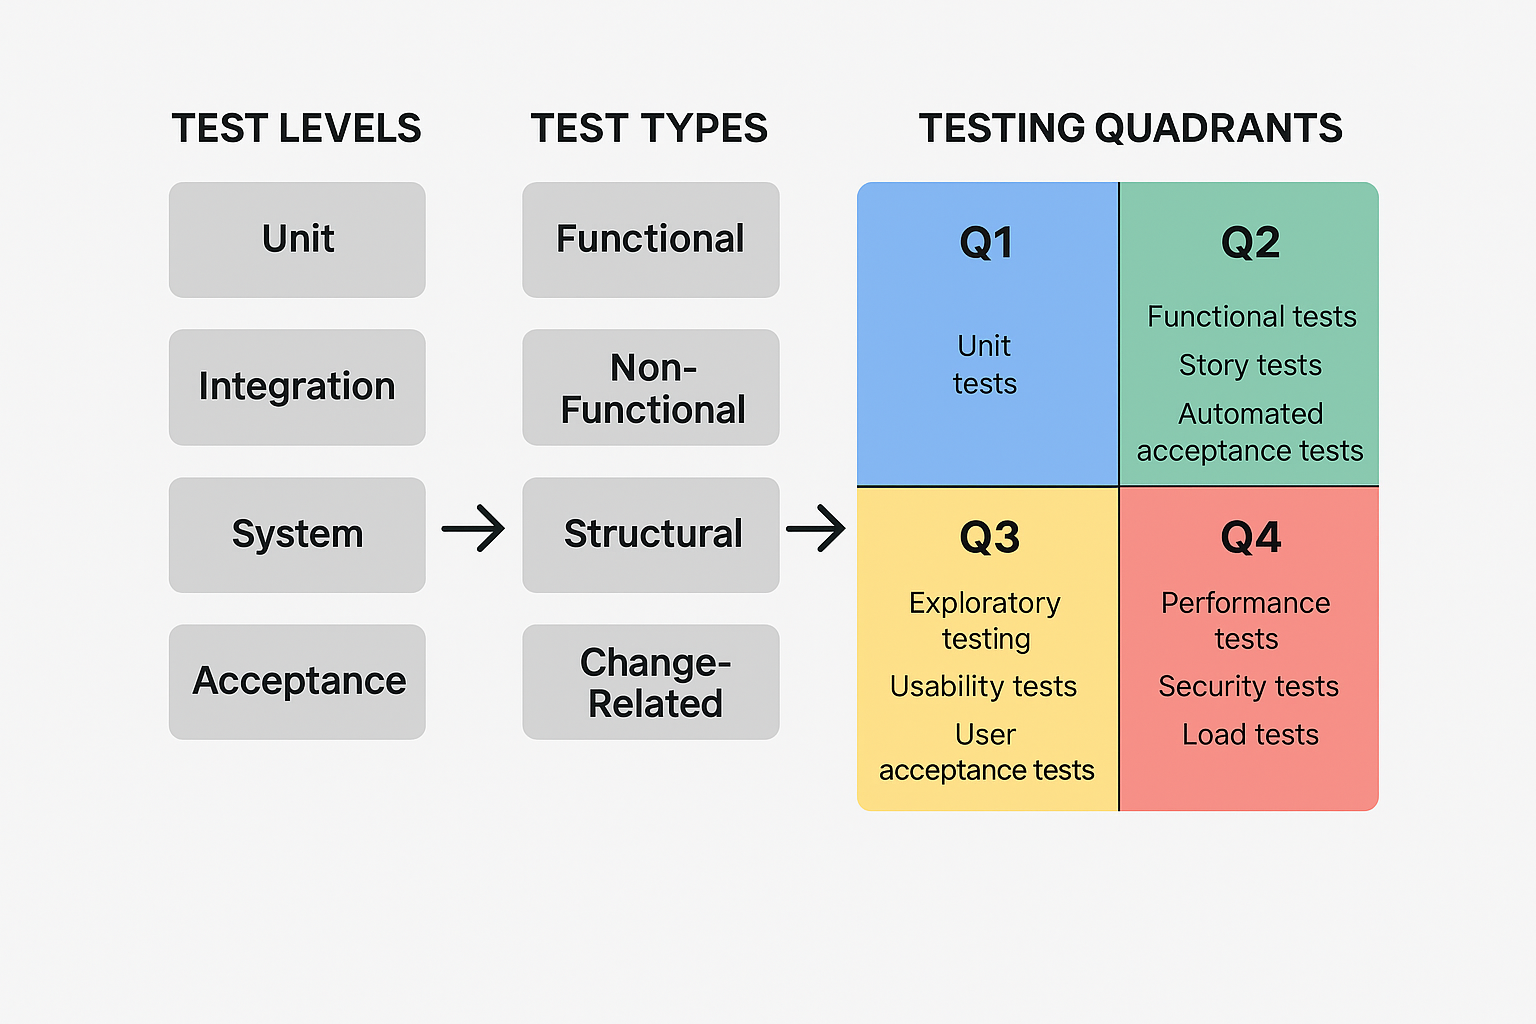 TEST LEVELS
Unit
Integration
System
Acceptance
TEST TYPES
Functional
Non-
Functional
Structural
Change-
Related
TESTING QUADRANTS
Q1
Unit
tests
Q2
Functional tests
Story tests
Automated
acceptance tests
Q3
Exploratory
testing
Usability tests
User
acceptance tests
Q4
Performance
tests
Security tests
Load tests